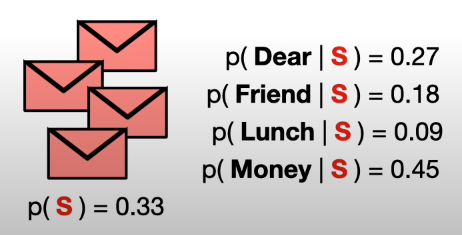 p( Dear | S ) = 0.27
p( Friend | S ) = 0.18
p( Lunch | S ) = 0.09
p( Money | S ) = 0.45
p( S ) = 0.33